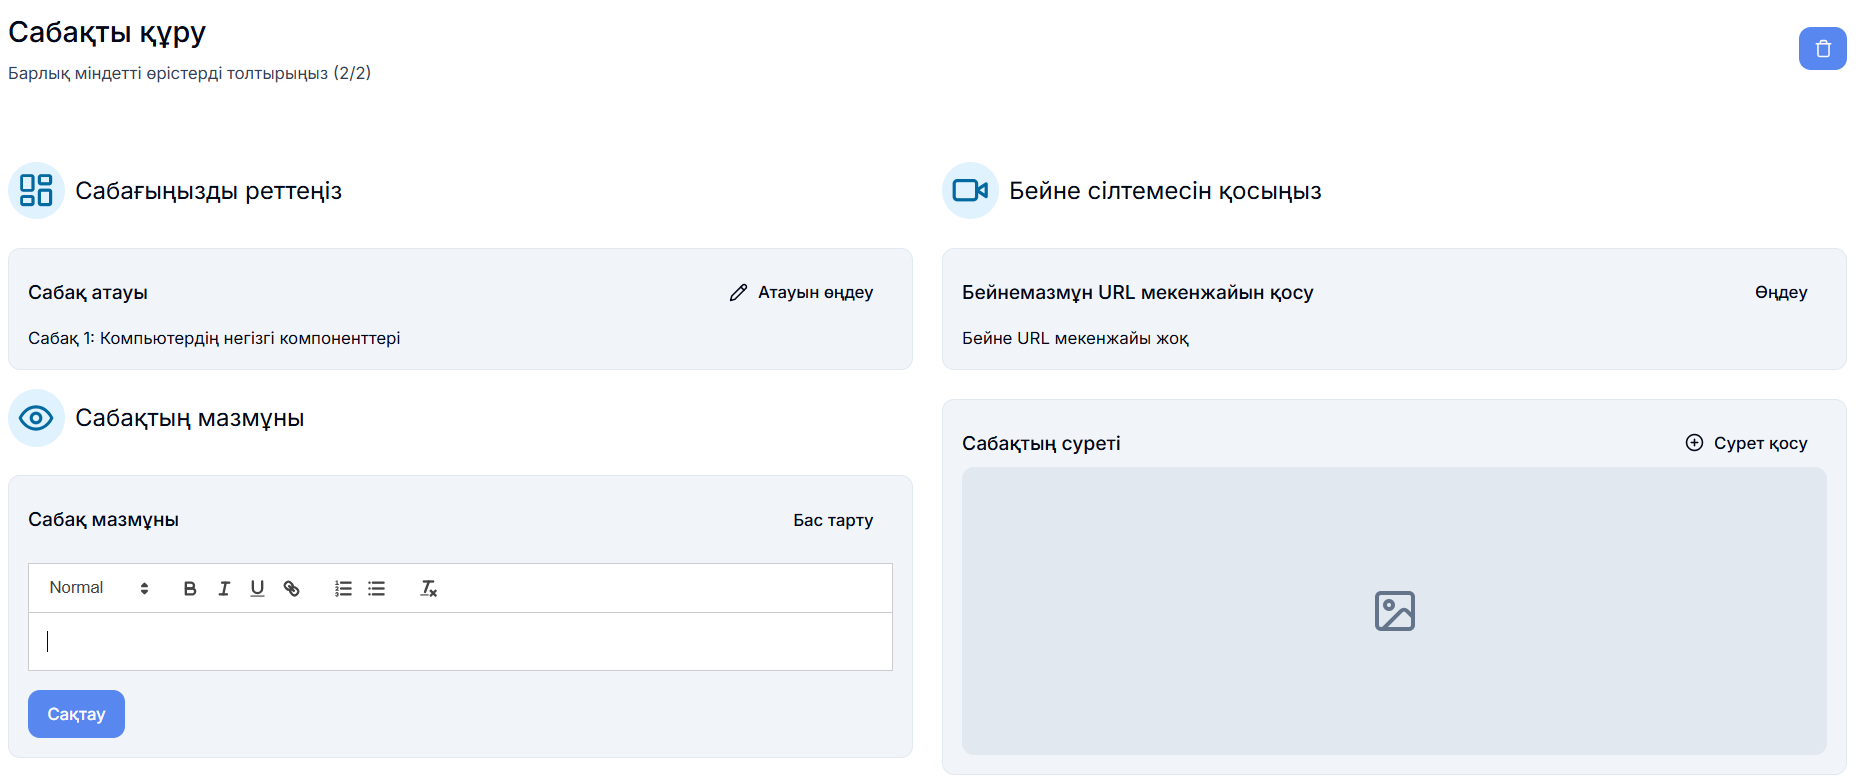 Сабақты құру
Барлық міндетті өрістерді толтырыңыз (2/2)
Сабағыңызды реттеңіз
Сабақ атауы
Атауын өңдеу
Сабақ 1: Компьютердің негізгі компоненттері
Сабақтың мазмұны
Сабақ мазмұны
Бас тарту
Normal
Сақтау
Бейне сілтемесін қосыңыз
Бейнемазмұн URL мекенжайын қосу
Өңдеу
Бейне URL мекенжайы жоқ
Сабақтың суреті
Сурет қосу